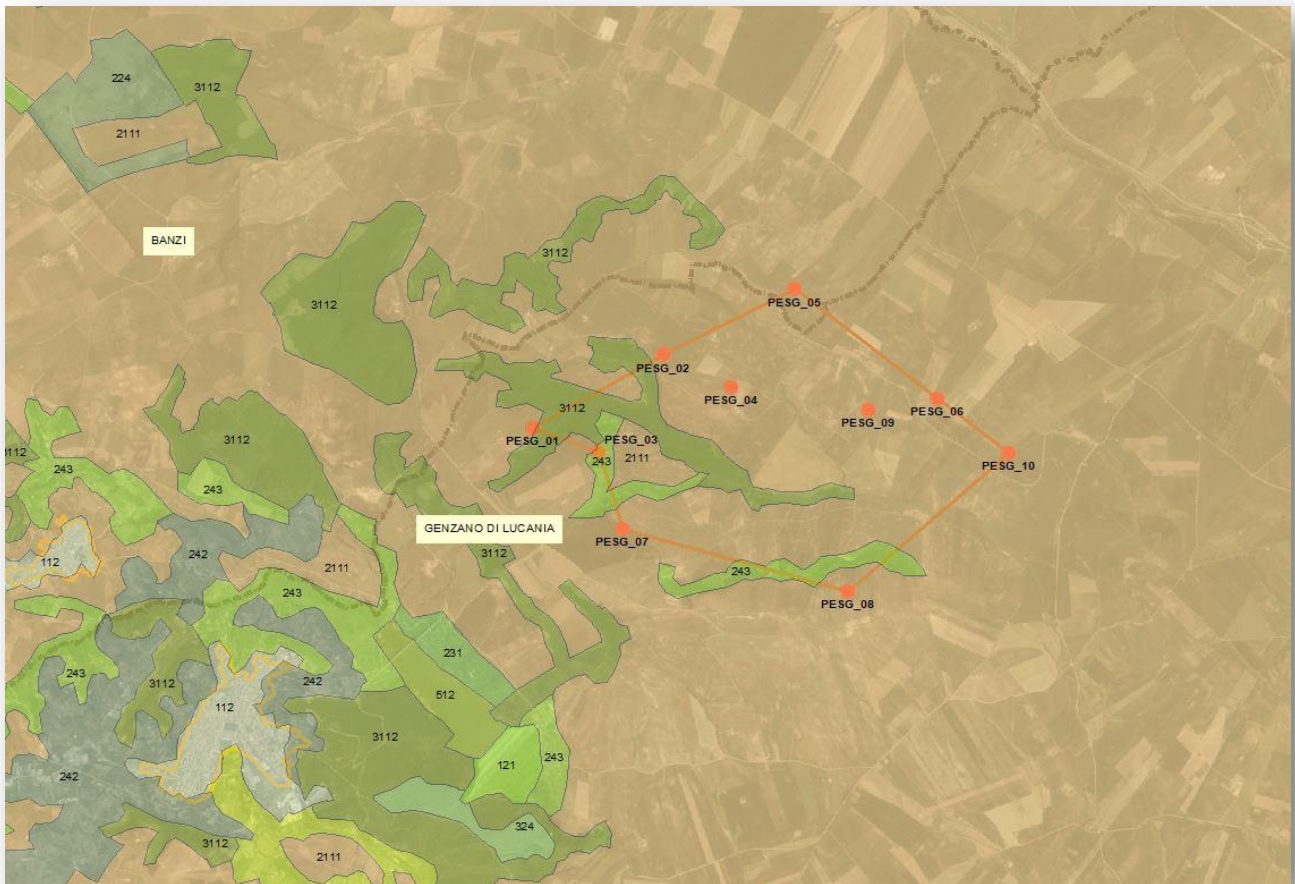 224
3112
2111
BANZI
3112
3112
PESG_05
PESG_02
PESG_04
3112
PESG_06
PESG_09
PESG_01
PESG_03
3112
3112
243
243
2111
PESG_10
243
GENZANO DI LUCANIA
PESG_07
3112
242
112
2111
243
243
PESG_08
231
243
3112
242
512
112
3112
243
121
242
324
3112
2111